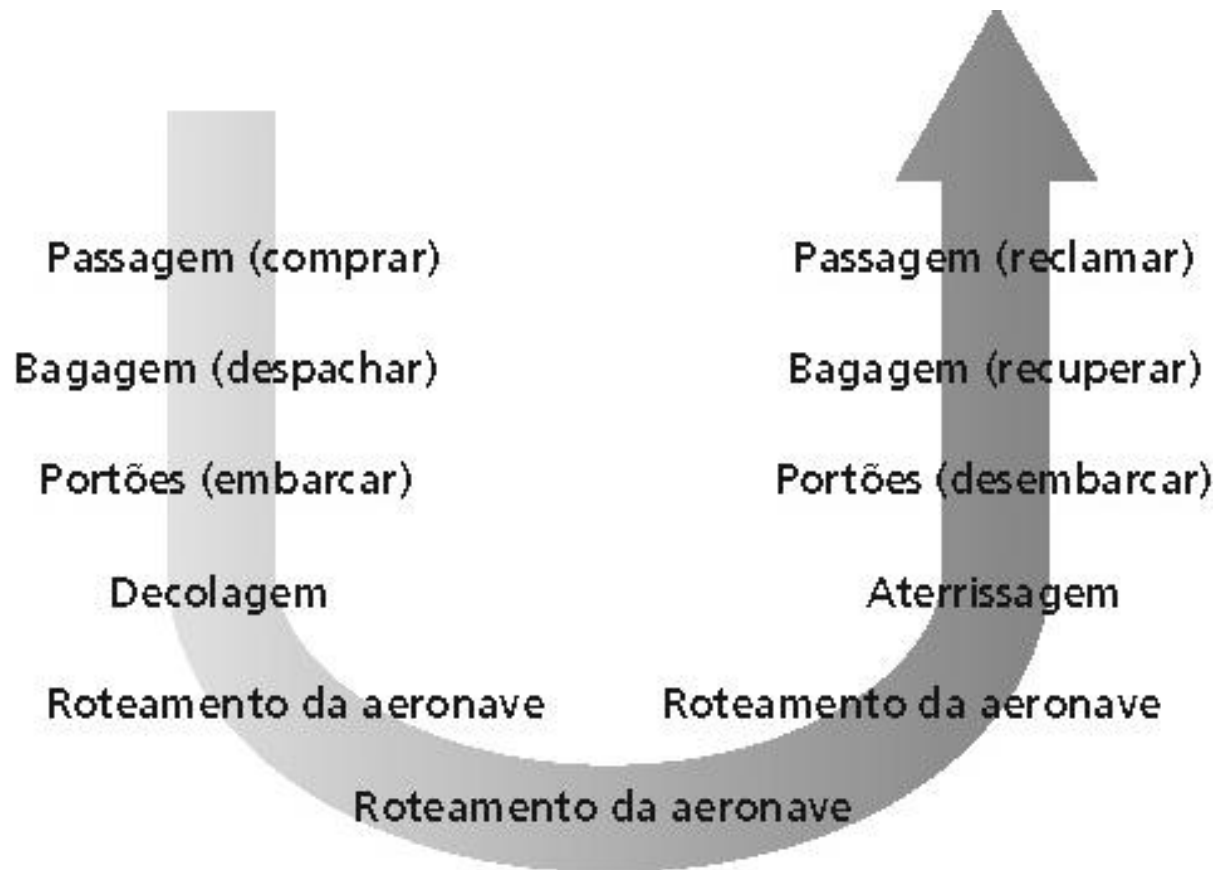 Passagem (comprar)
Bagagem (despachar)
Portões (embarcar)
Decolagem
Roteamento da aeronave
Roteamento da aeronave
Roteamento da aeronave
Aterrissagem
Portões (desembarcar)
Bagagem (recuperar)
Passagem (reclamar)